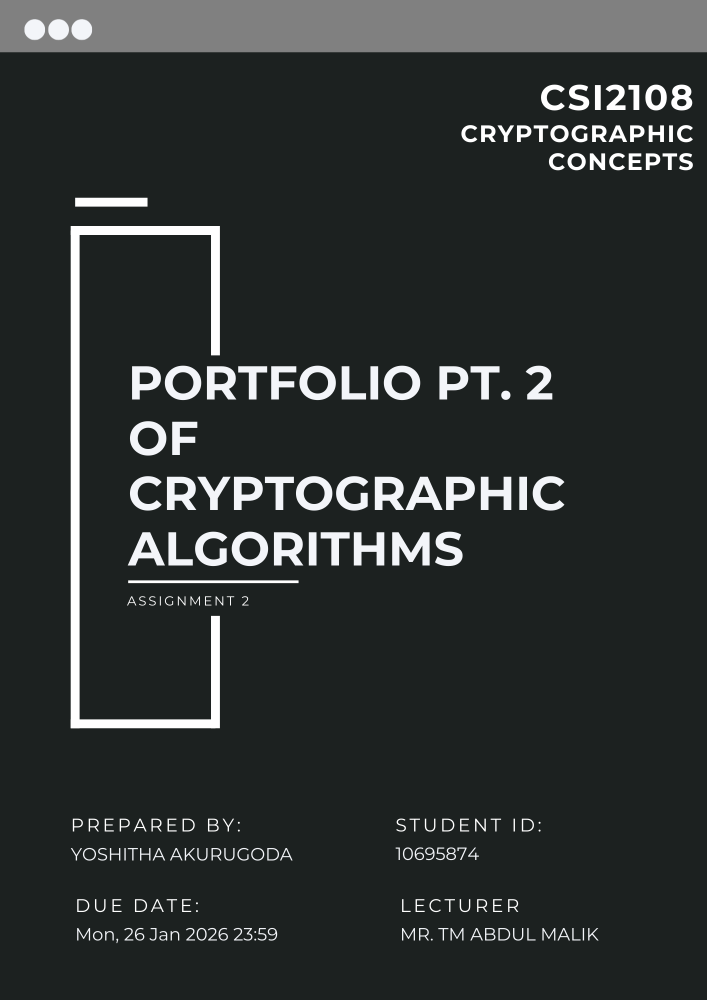 CSI2108
CRYPTOGRAPHIC
CONCEPTS
PORTFOLIO PT. 2
OF
CRYPTOGRAPHIC
ALGORITHMS
ASSIGNMENT 2
PREPARED BY:
YOSHITHA AKURUGODA
STUDENT ID:
10695874
DUE DATE:
Mon, 26 Jan 2026 23:59
LECTURER
MR. TM ABDUL MALIK